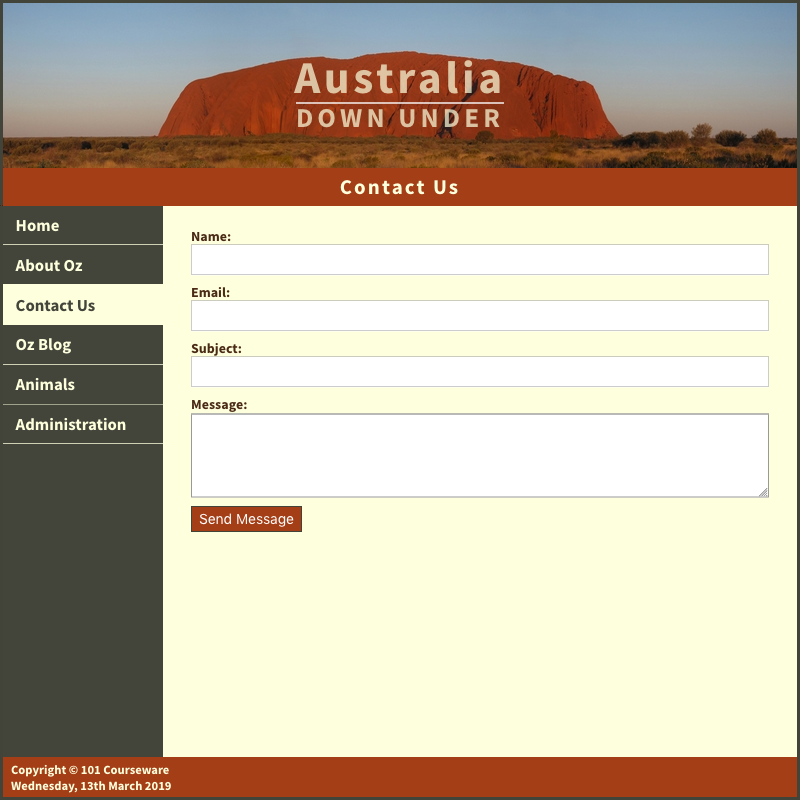 Australia
DOWN UNDER
Contact Us
Home
About Oz
Contact Us
Oz Blog
Animals
Administration
Name:
Email:
Subject:
Message:
Send Message
Copyright © 101 Courseware
Wednesday, 13th March 2019